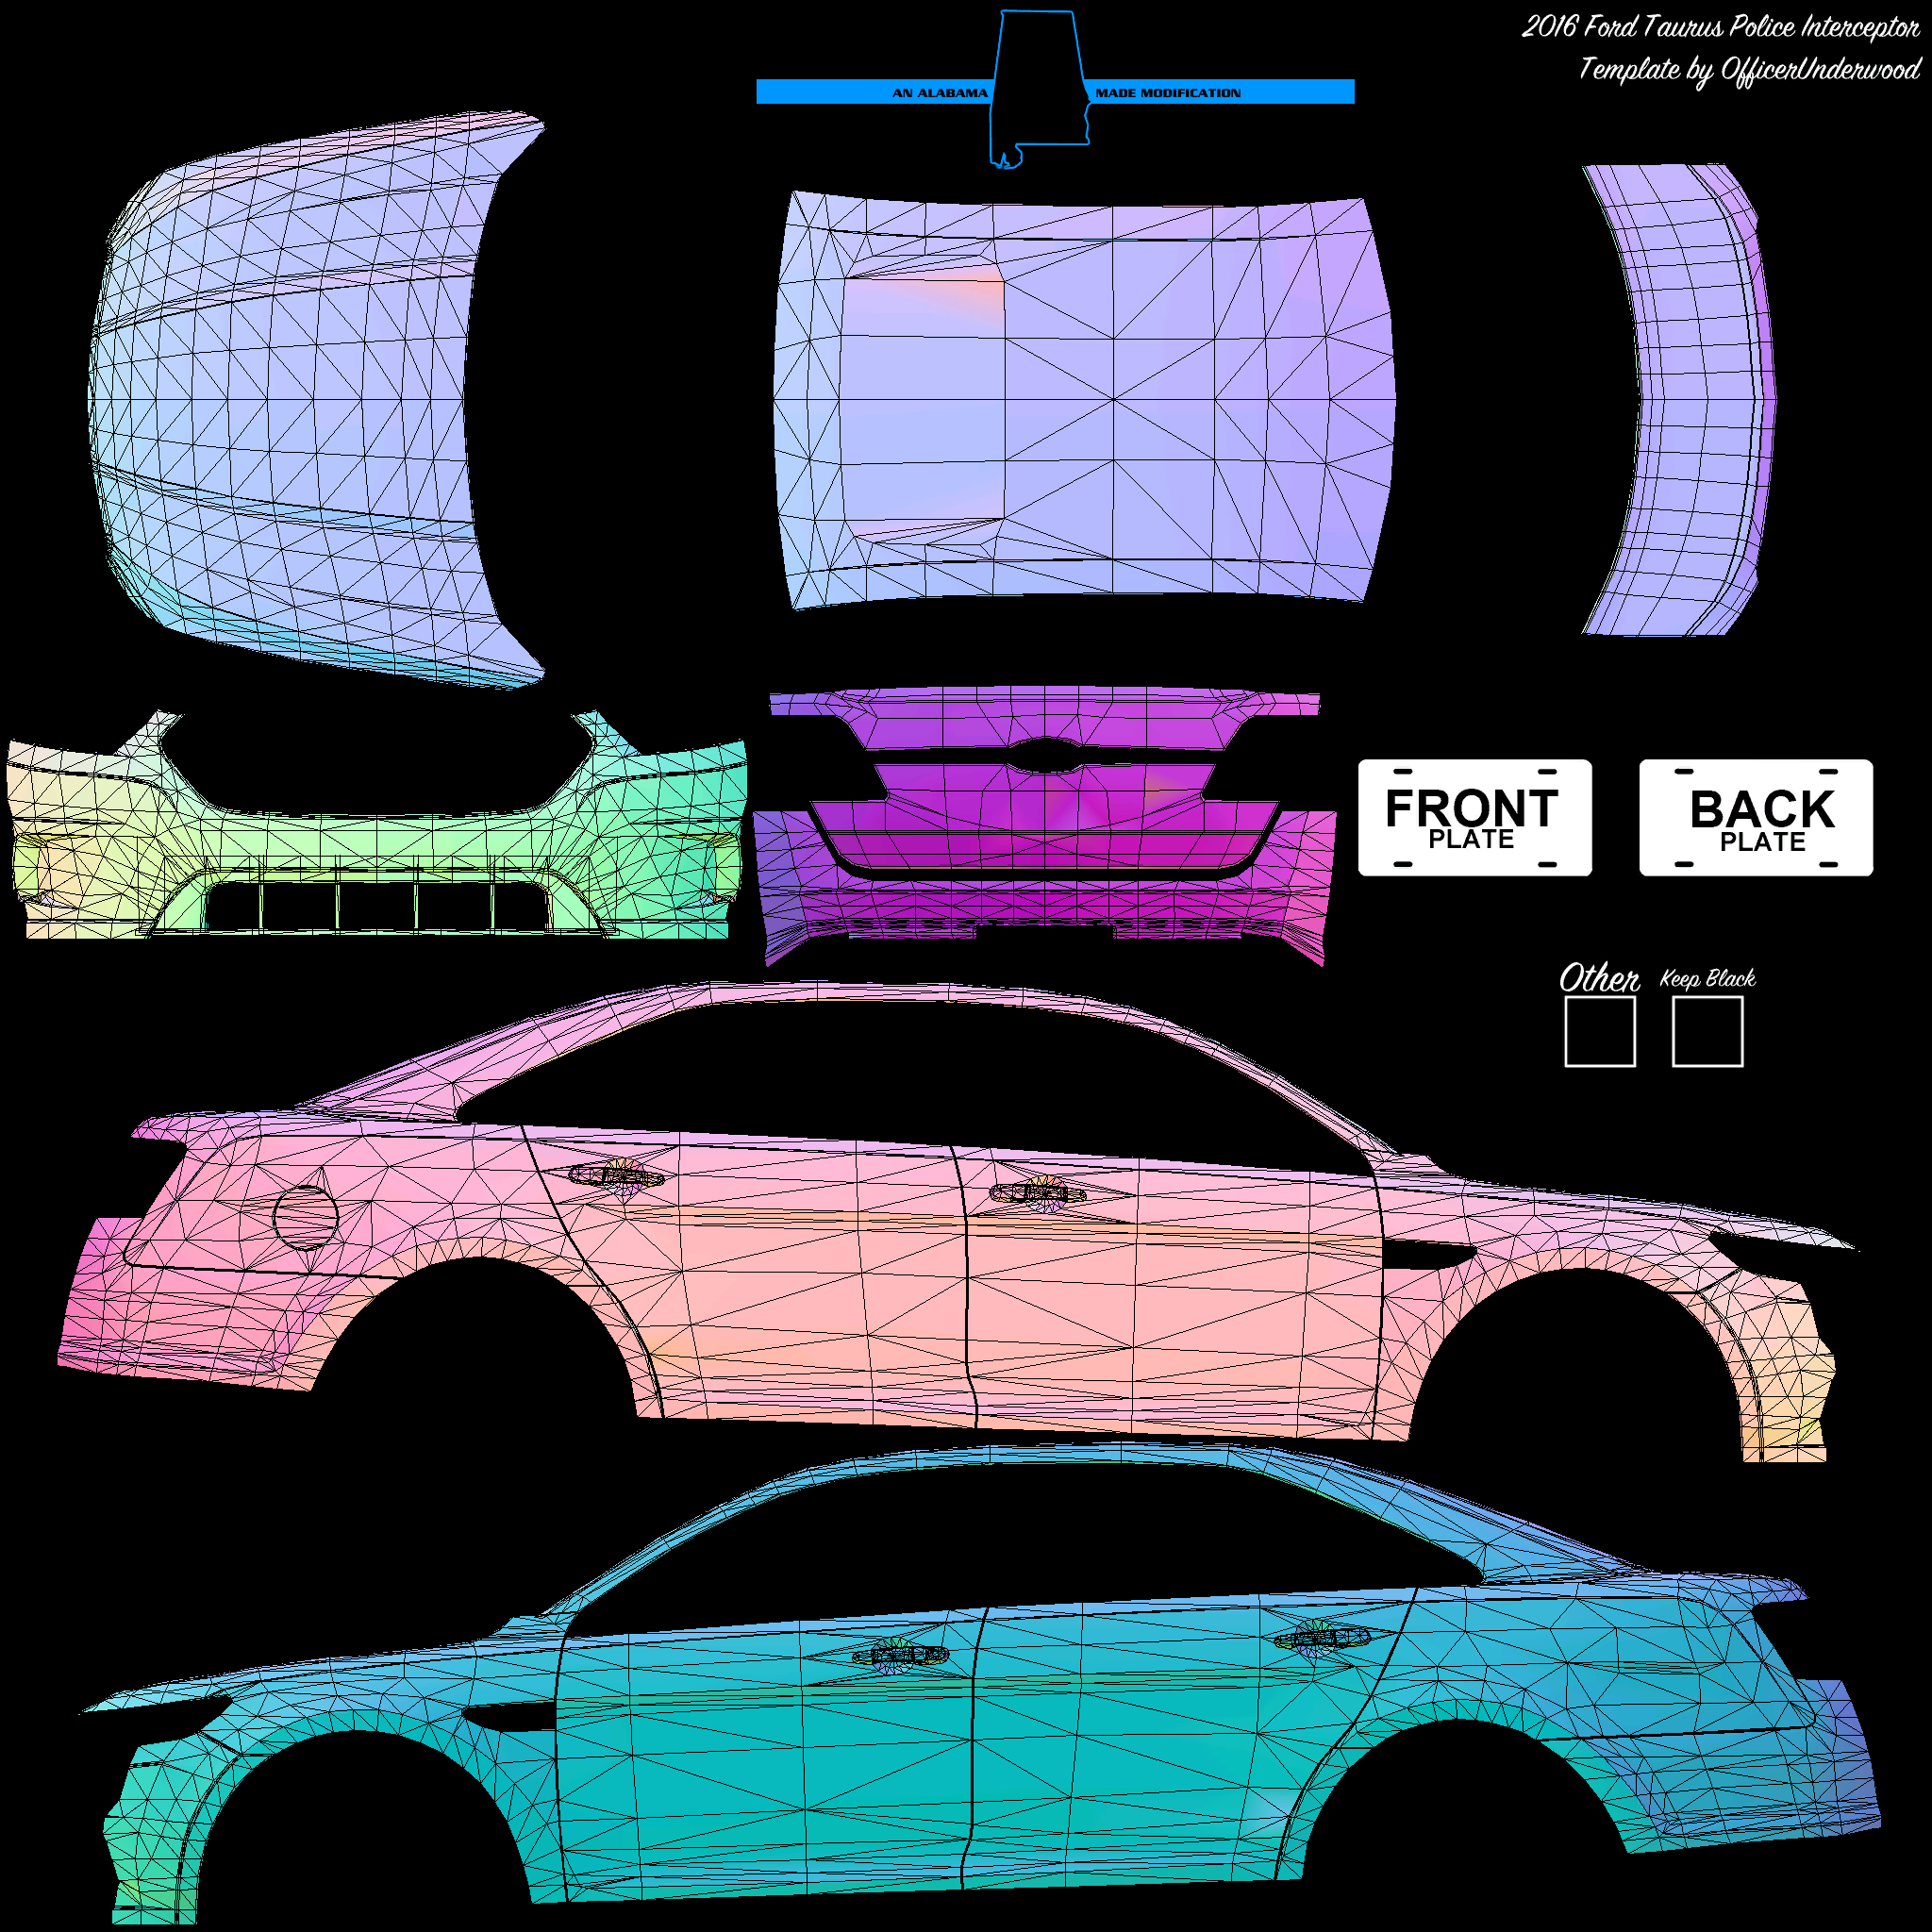 2016 Ford Taurus Police Interceptor
Template by OfficerUnderwood
AN ALABAMA MADE MODIFICATION
FRONT
PLATE
BACK
PLATE
Other
Keep Black